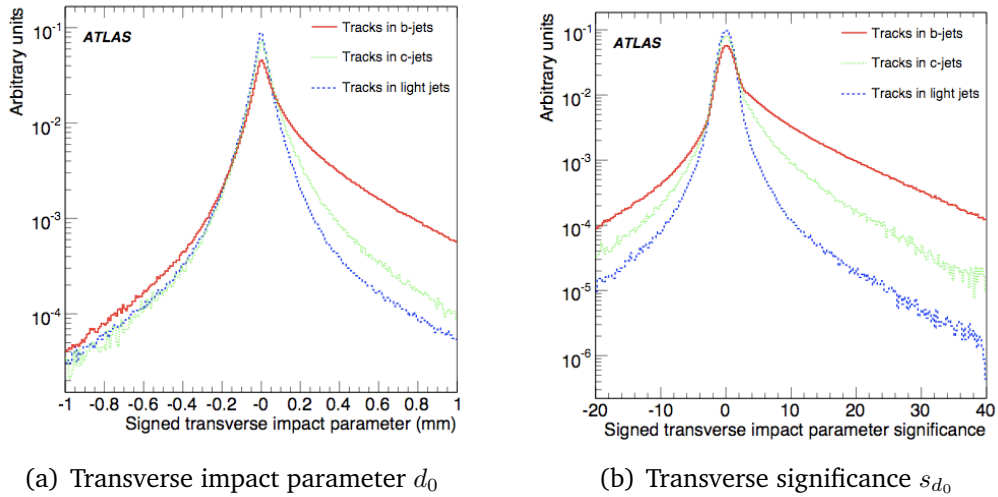 Arbitrary units
ATLAS
Tracks in b-jets
Tracks in c-jets
Tracks in light jets
10⁻¹
10⁻²
10⁻³
10⁻⁴
-1 -0.8 -0.6 -0.4 -0.2 -0 0.2 0.4 0.6 0.8 1
Signed transverse impact parameter (mm)
(a) Transverse impact parameter d₀
Arbitrary units
ATLAS
Tracks in b-jets
Tracks in c-jets
Tracks in light jets
10⁻¹
10⁻²
10⁻³
10⁻⁴
10⁻⁵
10⁻⁶
-20 -10 0 10 20 30 40
Signed transverse impact parameter significance
(b) Transverse significance s_{d₀}